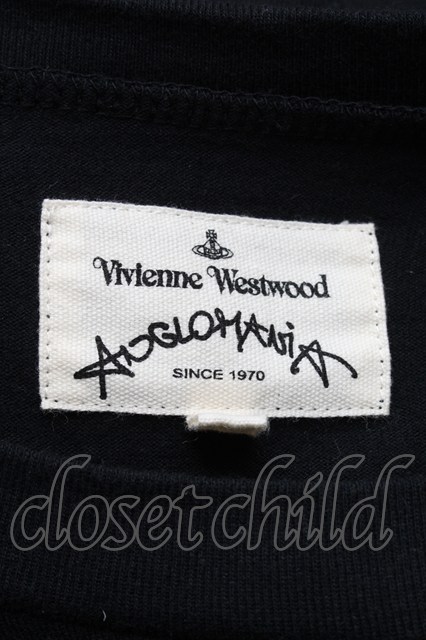 Vivienne Westwood
ANGLOMANIA
SINCE 1970
closetchild